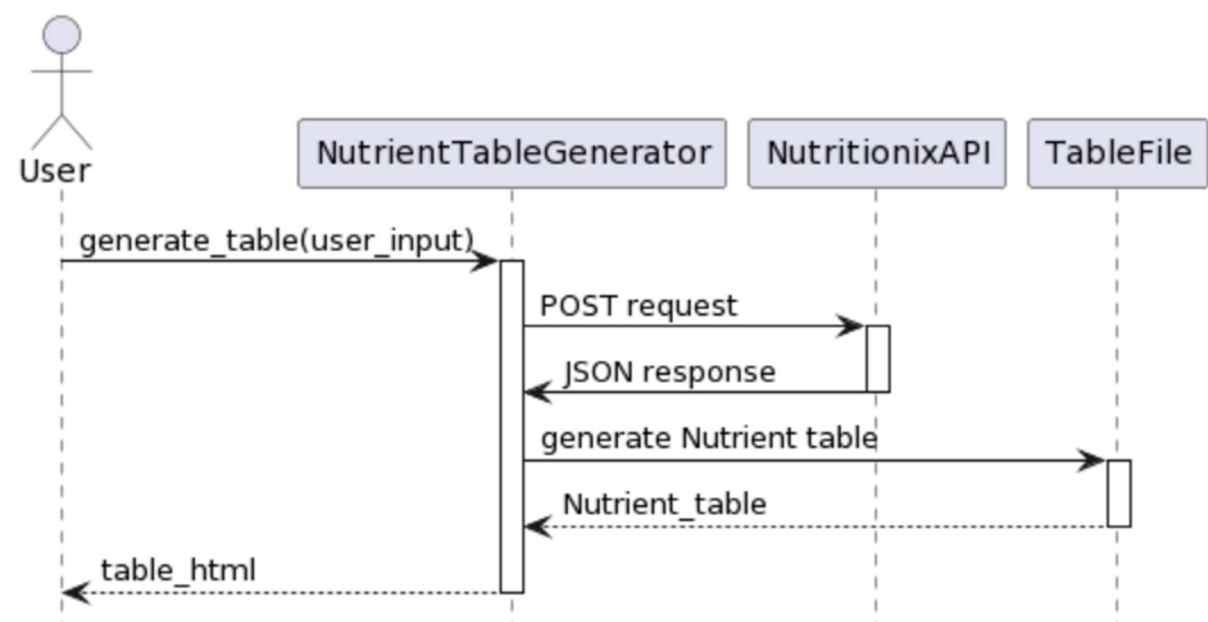 User
NutrientTableGenerator
NutritionixAPI
TableFile
generate_table(user_input)
POST request
JSON response
generate Nutrient table
Nutrient_table
table_html